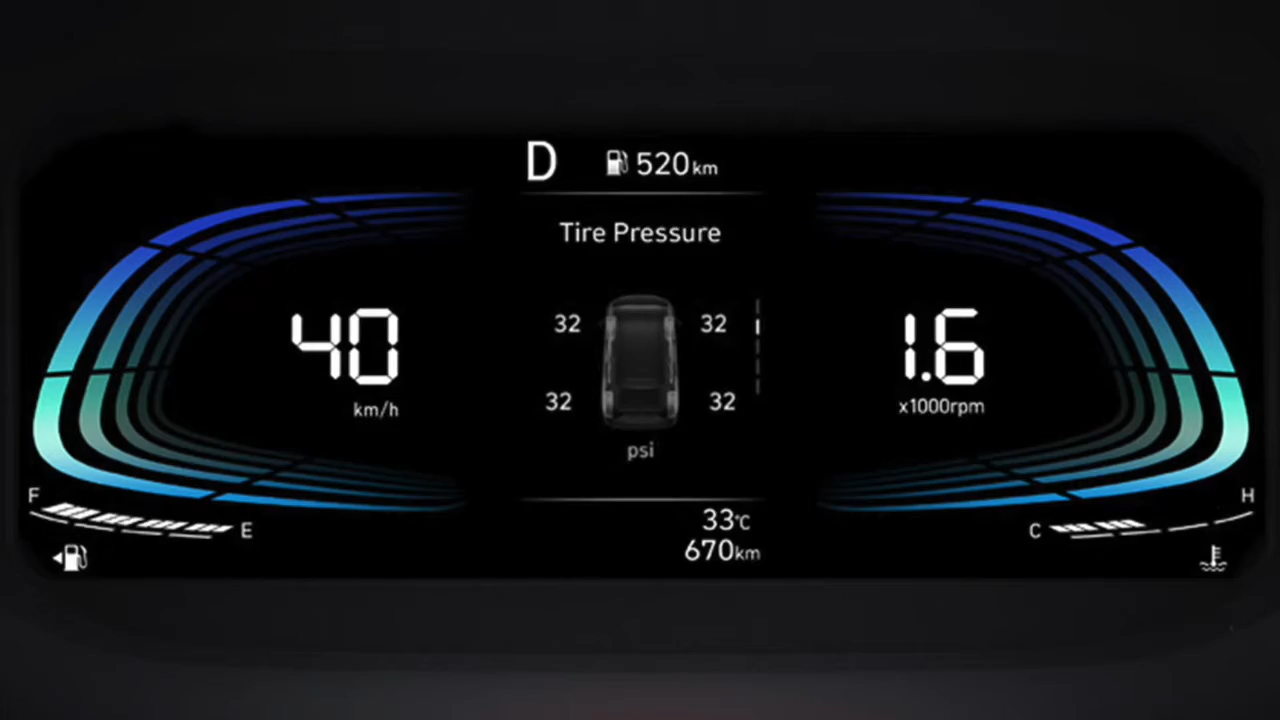 D 520km
Tire Pressure
32 32
40 1.6
km/h x1000rpm
32 32
psi
F E
C H
33°C
670km